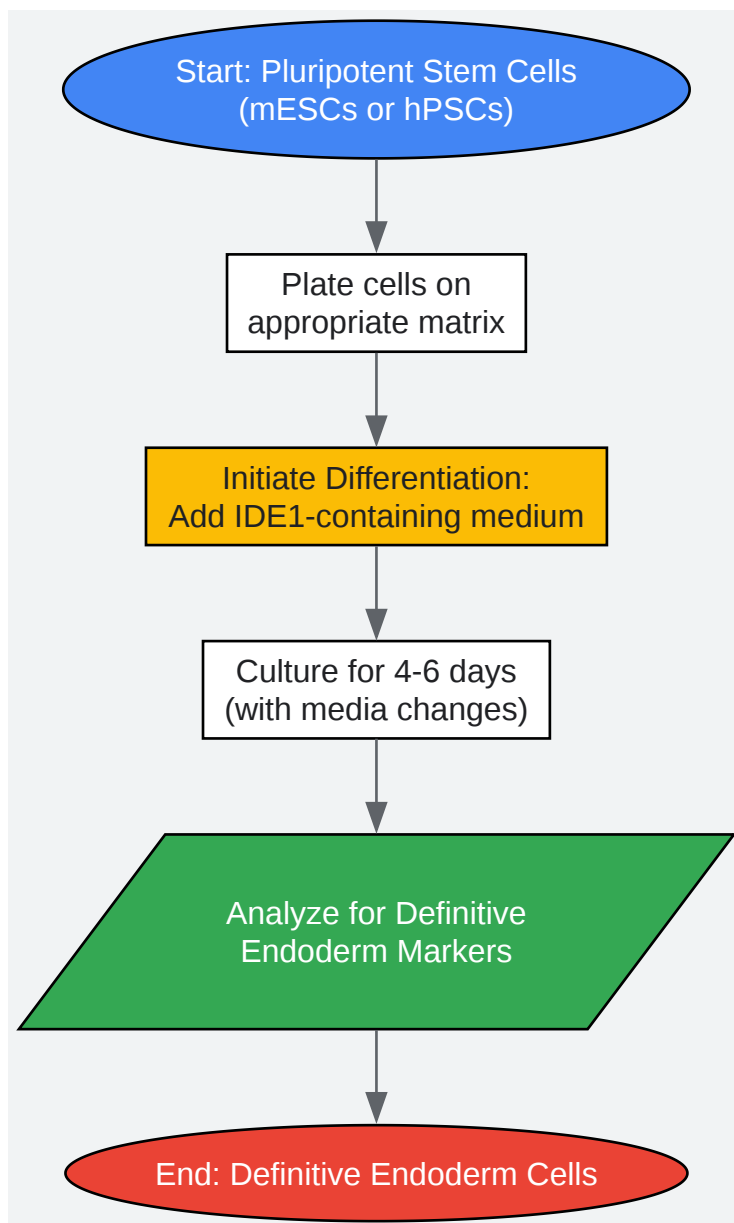 Start: Pluripotent Stem Cells
(mESCs or hPSCs)
Plate cells on
appropriate matrix
Initiate Differentiation:
Add IDE1-containing medium
Culture for 4-6 days
(with media changes)
Analyze for Definitive
Endoderm Markers
End: Definitive Endoderm Cells